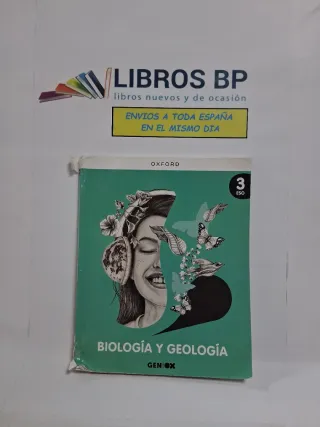 LIBROS BP
libros nuevos y de ocasión
ENVIOS A TODA ESPAÑA
EN EL MISMO DIA
OXFORD
3
ESO
BIOLOGÍA Y GEOLOGÍA
GENiOX